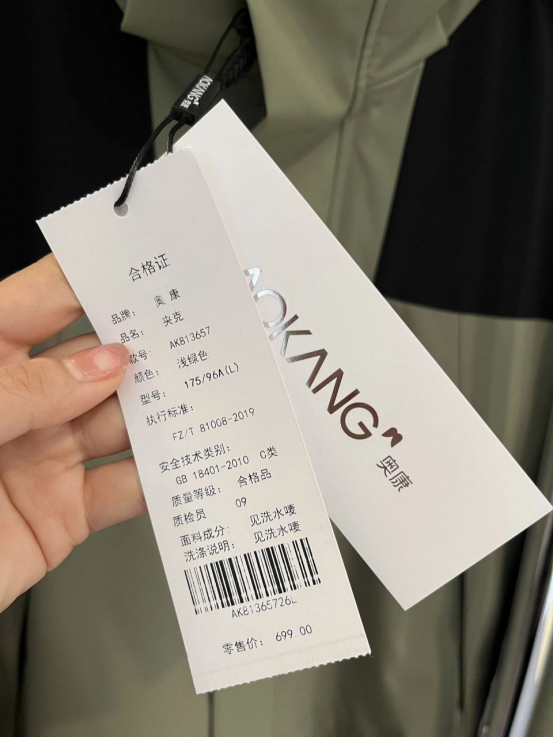 AOKANG
合格证
品牌: 奥 康
品名: 夹克
款号: AK813657
颜色: 浅绿色
型号: 175/96A(L)
执行标准:
FZ/T 81008-2019
安全技术类别:
GB 18401-2010 C类
质量等级: 合格品
质检员 09
面料成分: 见洗水唛
洗涤说明: 见洗水唛
AK81365726L
零售价: 699.00
AOKANG
奥康